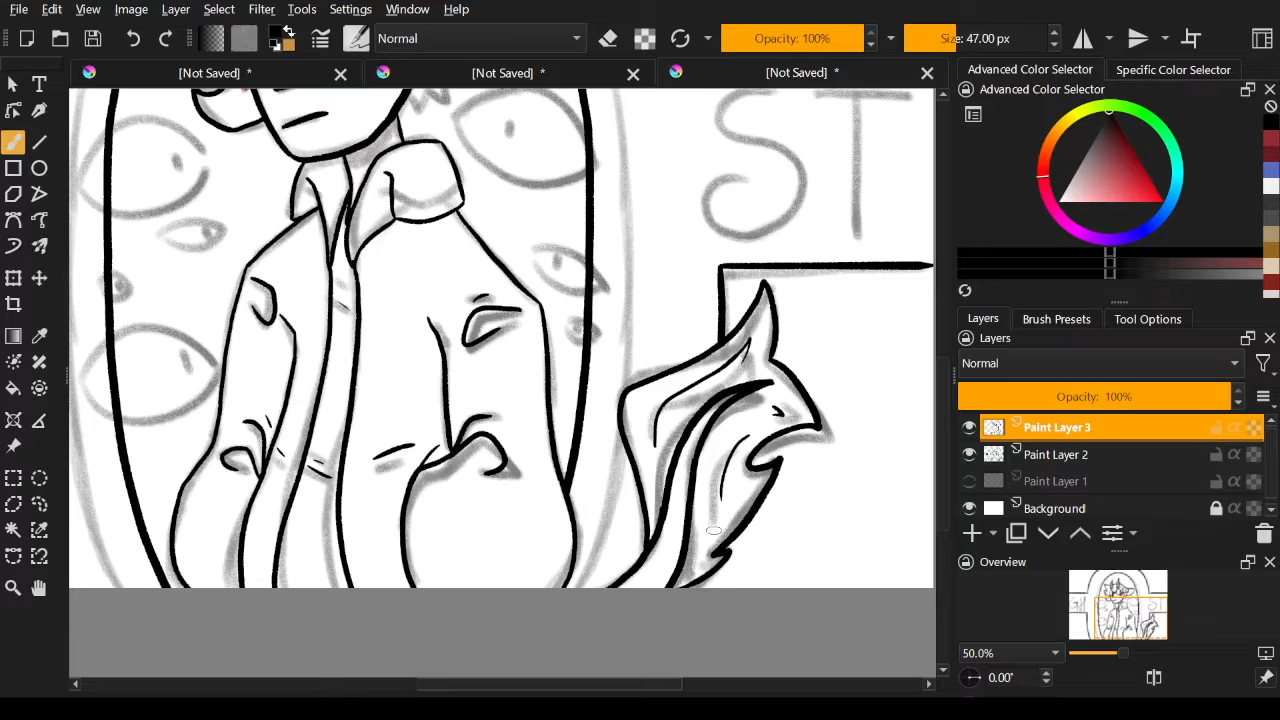 File Edit View Image Layer Select Filter Tools Settings Window Help
Normal Opacity: 100% Size: 47.00 px
[Not Saved] * [Not Saved] * [Not Saved] *
Advanced Color Selector Specific Color Selector
Advanced Color Selector
ST
Layers Brush Presets Tool Options
Layers
Normal
Opacity: 100%
Paint Layer 3
Paint Layer 2
Paint Layer 1
Background
Overview
50.0%
0.00°